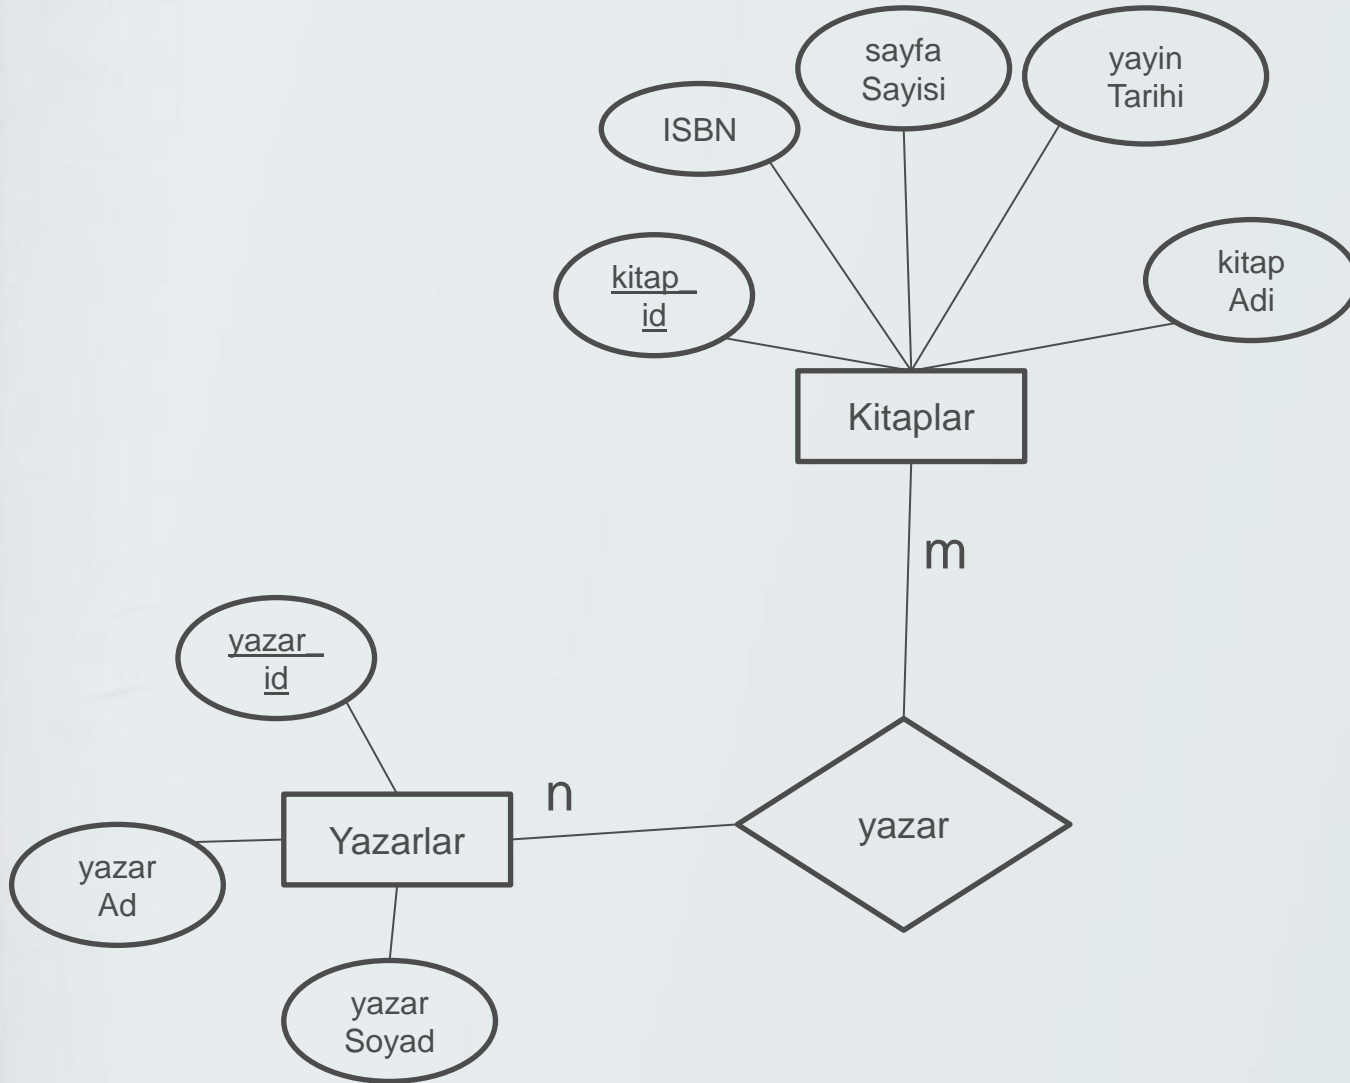 sayfa
Sayisi
yayin
Tarihi
ISBN
kitap_
id
kitap
Adi
Kitaplar
m
yazar_
id
n
Yazarlar
yazar
yazar
Ad
yazar
Soyad